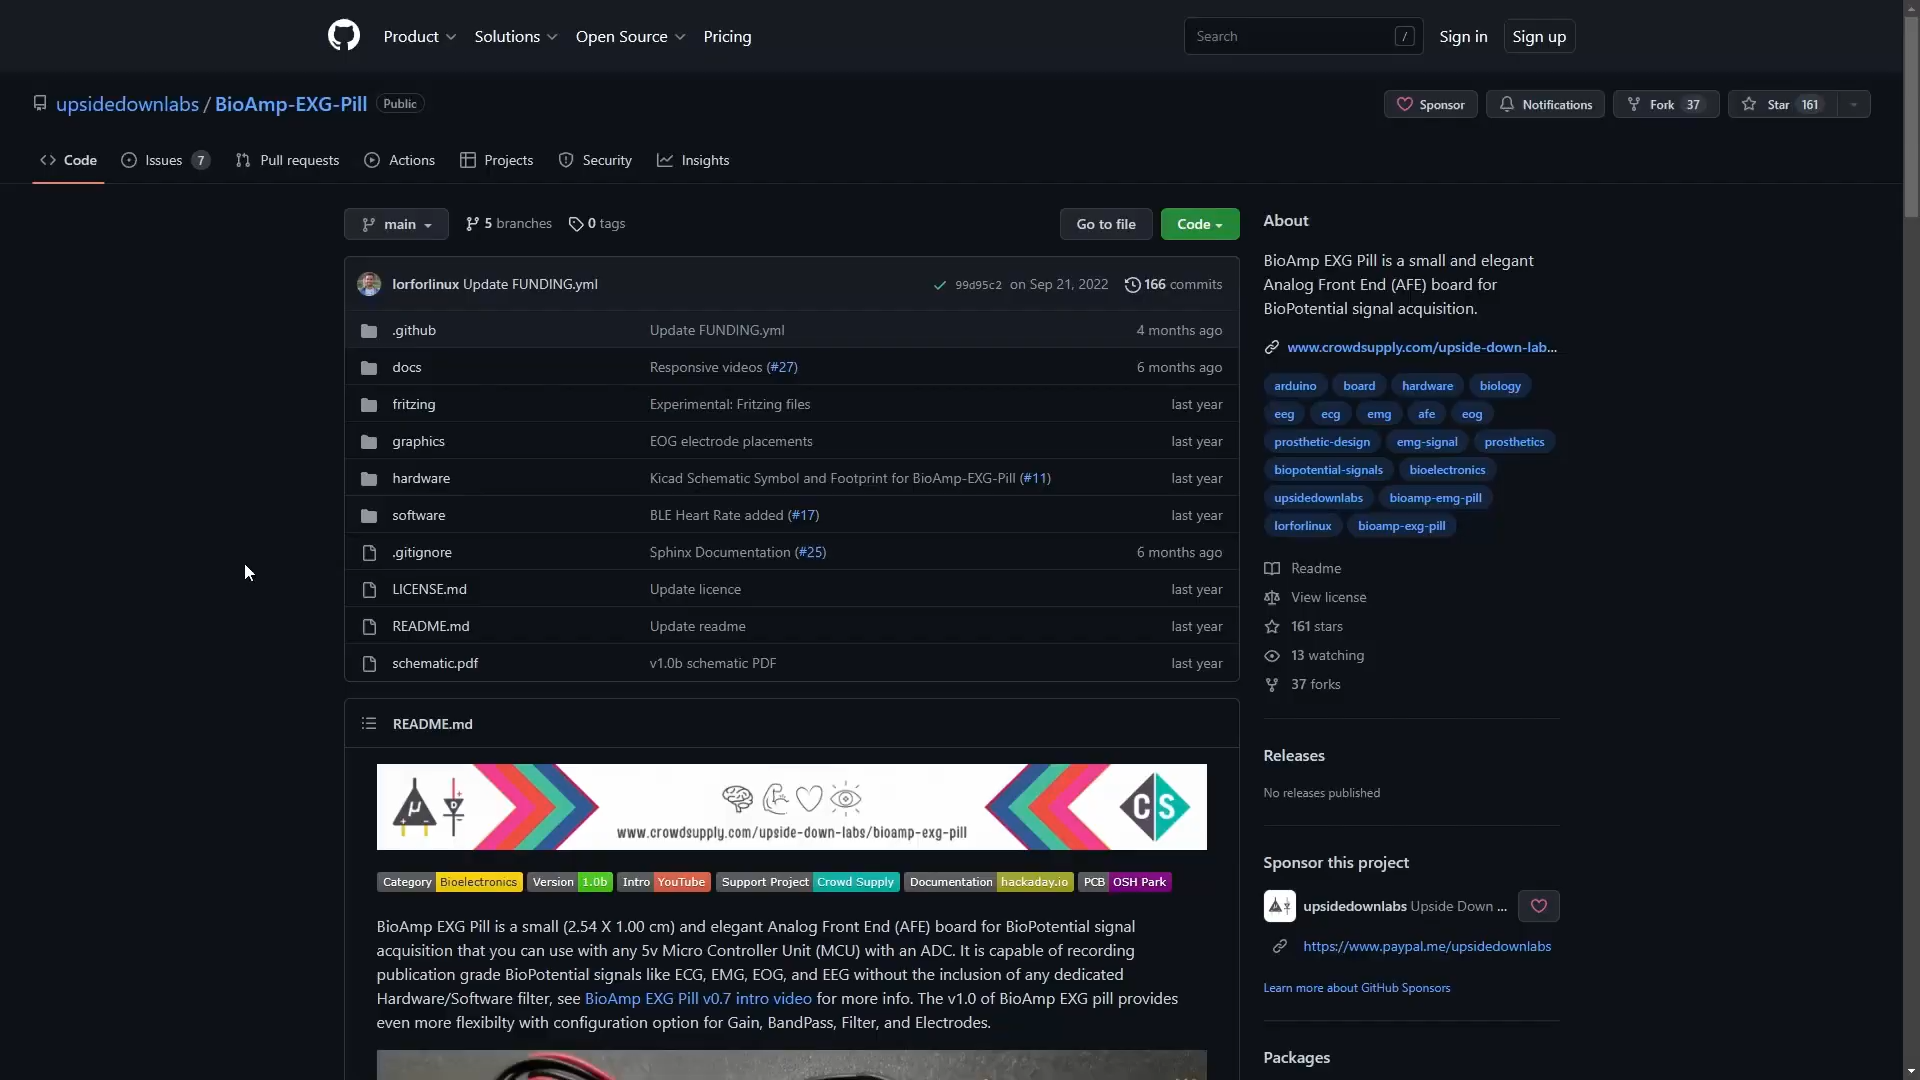 Product Solutions Open Source Pricing Search / Sign in Sign up
upsidedownlabs / BioAmp-EXG-Pill Public Sponsor Notifications Fork 37 Star 161
Code Issues 7 Pull requests Actions Projects Security Insights
main 5 branches 0 tags Go to file Code
lorforlinux Update FUNDING.yml 99d95c2 on Sep 21, 2022 166 commits
.github Update FUNDING.yml 4 months ago
docs Responsive videos (#27) 6 months ago
fritzing Experimental: Fritzing files last year
graphics EOG electrode placements last year
hardware Kicad Schematic Symbol and Footprint for BioAmp-EXG-Pill (#11) last year
software BLE Heart Rate added (#17) last year
.gitignore Sphinx Documentation (#25) 6 months ago
LICENSE.md Update licence last year
README.md Update readme last year
schematic.pdf v1.0b schematic PDF last year
README.md
μ D CS
www.crowdsupply.com/upside-down-labs/bioamp-exg-pill
Category Bioelectronics Version 1.0b Intro YouTube Support Project Crowd Supply Documentation hackaday.io PCB OSH Park
BioAmp EXG Pill is a small (2.54 X 1.00 cm) and elegant Analog Front End (AFE) board for BioPotential signal
acquisition that you can use with any 5v Micro Controller Unit (MCU) with an ADC. It is capable of recording
publication grade BioPotential signals like ECG, EMG, EOG, and EEG without the inclusion of any dedicated
Hardware/Software filter, see BioAmp EXG Pill v0.7 intro video for more info. The v1.0 of BioAmp EXG pill provides
even more flexibilty with configuration option for Gain, BandPass, Filter, and Electrodes.
About
BioAmp EXG Pill is a small and elegant
Analog Front End (AFE) board for
BioPotential signal acquisition.
www.crowdsupply.com/upside-down-lab...
arduino board hardware biology
eeg ecg emg afe eog
prosthetic-design emg-signal prosthetics
biopotential-signals bioelectronics
upsidedownlabs bioamp-emg-pill
lorforlinux bioamp-exg-pill
Readme
View license
161 stars
13 watching
37 forks
Releases
No releases published
Sponsor this project
upsidedownlabs Upside Down ...
https://www.paypal.me/upsidedownlabs
Learn more about GitHub Sponsors
Packages